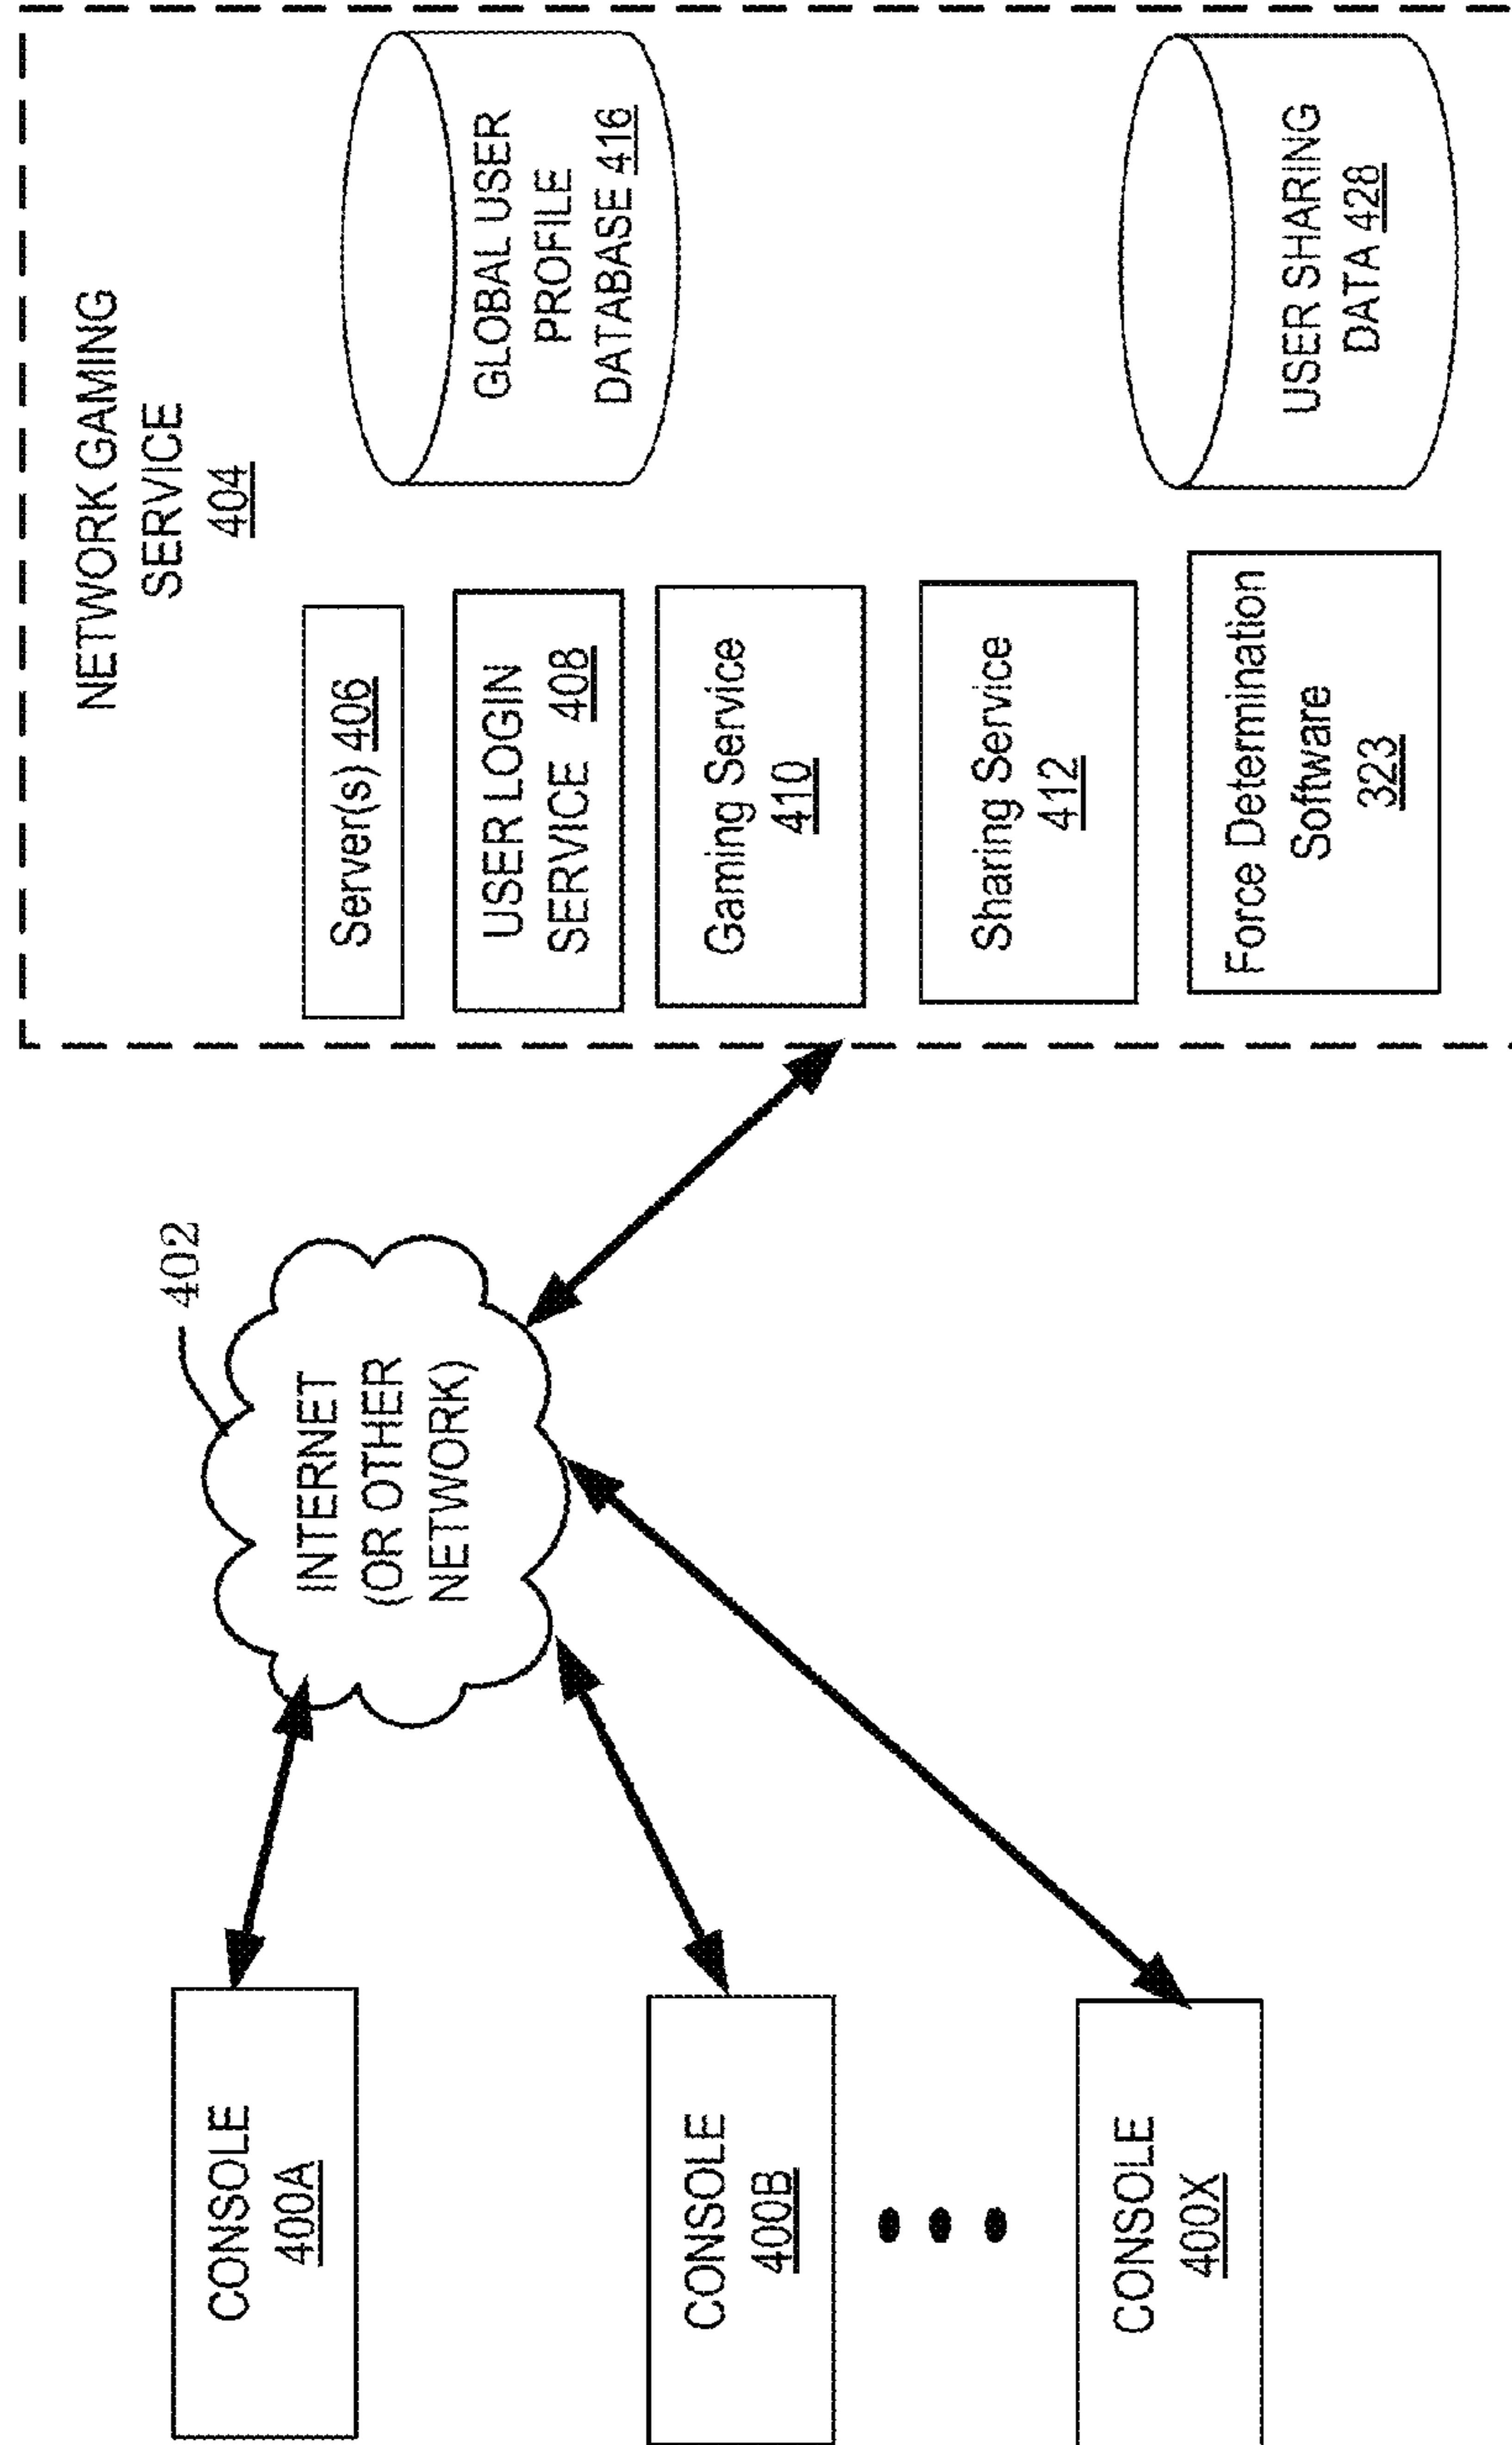 CONSOLE
400A
CONSOLE
400B
CONSOLE
400X
402
INTERNET
(OR OTHER
NETWORK)
NETWORK GAMING
SERVICE
404
Server(s) 406
USER LOGIN
SERVICE 408
Gaming Service
410
Sharing Service
412
Force Determination
Software
323
GLOBAL USER
PROFILE
DATABASE 416
USER SHARING
DATA 428